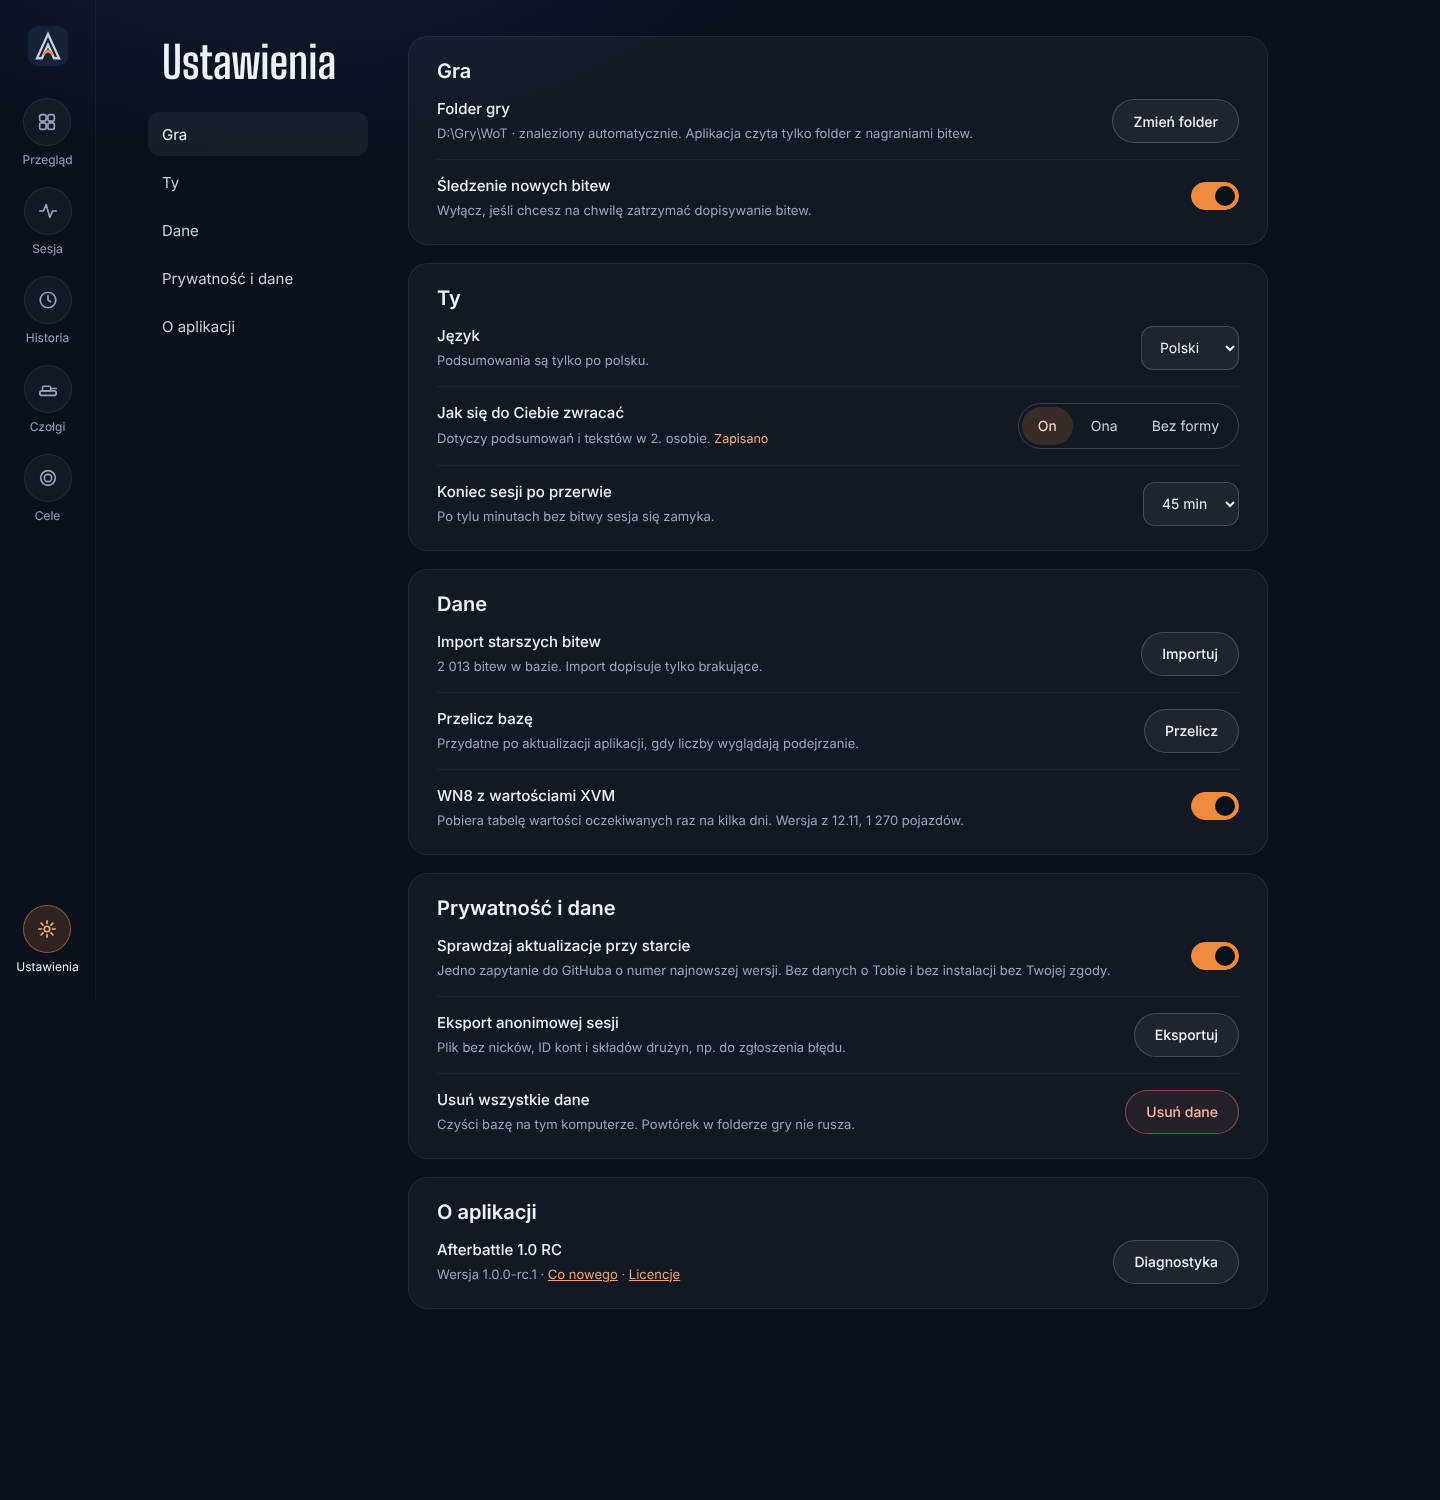 Przegląd
Sesja
Historia
Czołgi
Cele
Ustawienia
Ustawienia
Gra
Ty
Dane
Prywatność i dane
O aplikacji
Gra
Folder gry
D:\Gry\WoT · znaleziony automatycznie. Aplikacja czyta tylko folder z nagraniami bitew.
Zmień folder
Śledzenie nowych bitew
Wyłącz, jeśli chcesz na chwilę zatrzymać dopisywanie bitew.
Ty
Język
Podsumowania są tylko po polsku.
Polski
Jak się do Ciebie zwracać
Dotyczy podsumowań i tekstów w 2. osobie. Zapisano
On Ona Bez formy
Koniec sesji po przerwie
Po tylu minutach bez bitwy sesja się zamyka.
45 min
Dane
Import starszych bitew
2 013 bitew w bazie. Import dopisuje tylko brakujące.
Importuj
Przelicz bazę
Przydatne po aktualizacji aplikacji, gdy liczby wyglądają podejrzanie.
Przelicz
WN8 z wartościami XVM
Pobiera tabelę wartości oczekiwanych raz na kilka dni. Wersja z 12.11, 1 270 pojazdów.
Prywatność i dane
Sprawdzaj aktualizacje przy starcie
Jedno zapytanie do GitHuba o numer najnowszej wersji. Bez danych o Tobie i bez instalacji bez Twojej zgody.
Eksport anonimowej sesji
Plik bez nicków, ID kont i składów drużyn, np. do zgłoszenia błędu.
Eksportuj
Usuń wszystkie dane
Czyści bazę na tym komputerze. Powtórek w folderze gry nie rusza.
Usuń dane
O aplikacji
Afterbattle 1.0 RC
Wersja 1.0.0-rc.1 · Co nowego · Licencje
Diagnostyka